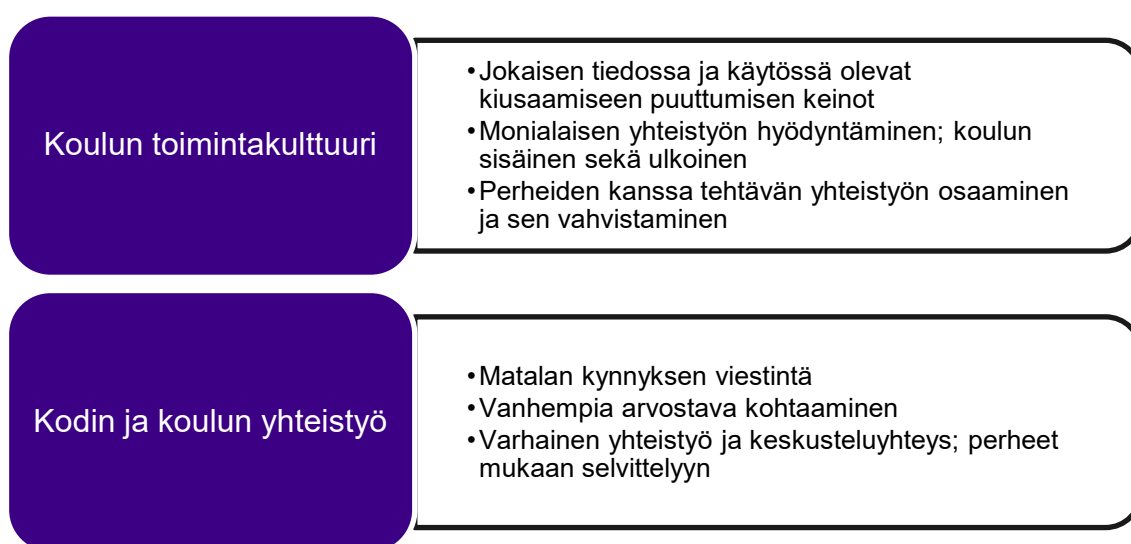 Koulun toimintakulttuuri
•Jokaisen tiedossa ja käytössä olevat
kiusaamiseen puuttumisen keinot
•Monialaisen yhteistyön hyödyntäminen; koulun
sisäinen sekä ulkoinen
•Perheiden kanssa tehtävän yhteistyön osaaminen
ja sen vahvistaminen
Kodin ja koulun yhteistyö
•Matalan kynnyksen viestintä
•Vanhempia arvostava kohtaaminen
•Varhainen yhteistyö ja keskusteluyhteys; perheet
mukaan selvittelyyn